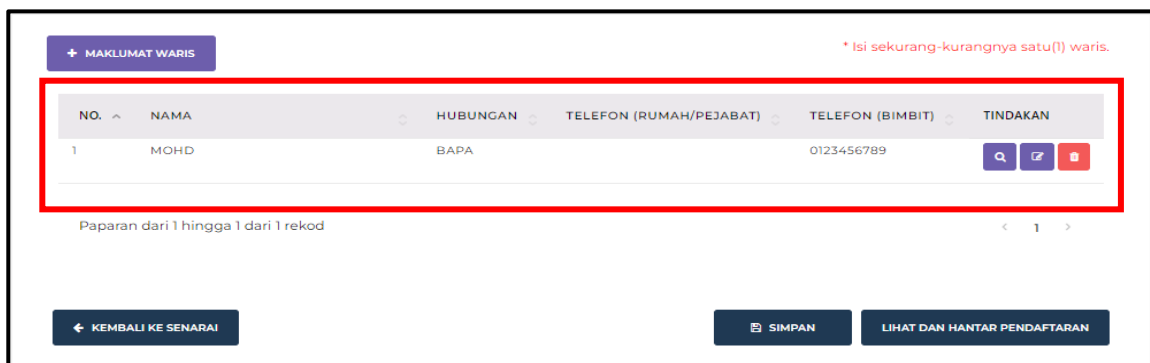 + MAKLUMAT WARIS
* Isi sekurang-kurangnya satu(1) waris.
NO. NAMA HUBUNGAN TELEFON (RUMAH/PEJABAT) TELEFON (BIMBIT) TINDAKAN
1 MOHD BAPA 0123456789
Paparan dari 1 hingga 1 dari 1 rekod
< 1 >
← KEMBALI KE SENARAI
SIMPAN
LIHAT DAN HANTAR PENDAFTARAN